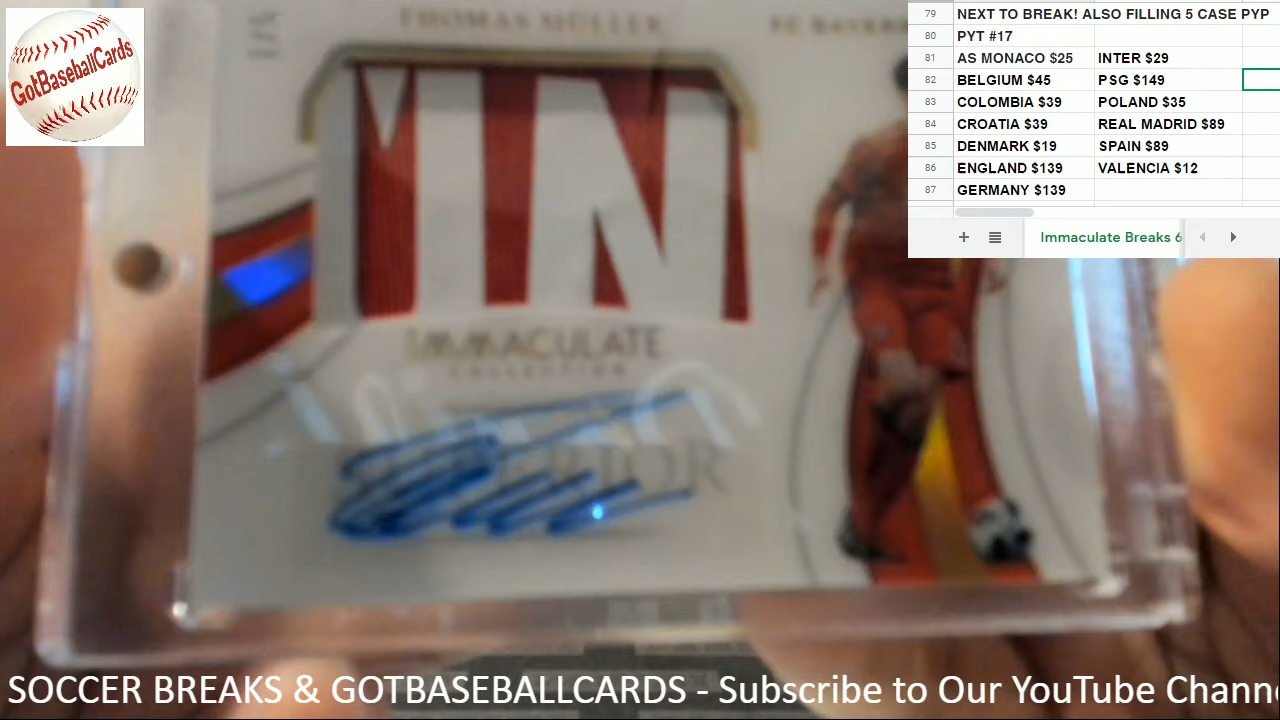 GotBaseballCards
79 NEXT TO BREAK! ALSO FILLING 5 CASE PYP
80 PYT #17
81 AS MONACO $25 INTER $29
82 BELGIUM $45 PSG $149
83 COLOMBIA $39 POLAND $35
84 CROATIA $39 REAL MADRID $89
85 DENMARK $19 SPAIN $89
86 ENGLAND $139 VALENCIA $12
87 GERMANY $139
Immaculate Breaks 6
THOMAS MULLER
FC BAYERN
IN
IMMACULATE
COLLECTION
SOCCER BREAKS & GOTBASEBALLCARDS - Subscribe to Our YouTube Channe